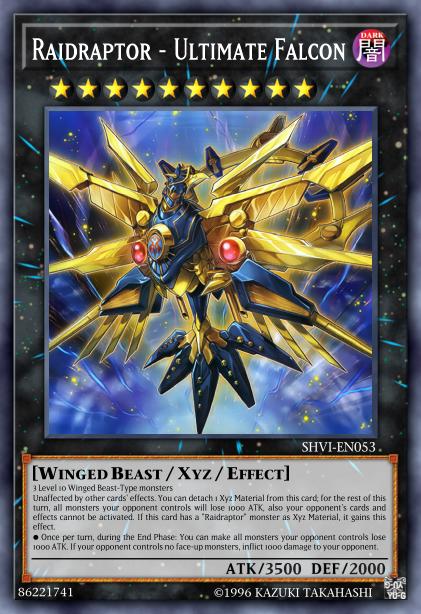 RAIDRAPTOR - ULTIMATE FALCON
DARK
闇
SHVI-EN053
[WINGED BEAST / XYZ / EFFECT]
3 Level 10 Winged Beast-Type monsters
Unaffected by other cards' effects. You can detach 1 Xyz Material from this card; for the rest of
this turn, all monsters your opponent controls will lose 1000 ATK, also your opponent's cards and
effects cannot be activated. If this card has a "Raidraptor" monster as Xyz Material, it gains this
effect.
● Once per turn, during the End Phase: You can make all monsters your opponent controls lose
1000 ATK. If your opponent controls no face-up monsters, inflict 1000 damage to your opponent.
ATK/3500 DEF/2000
86221741
©1996 KAZUKI TAKAHASHI